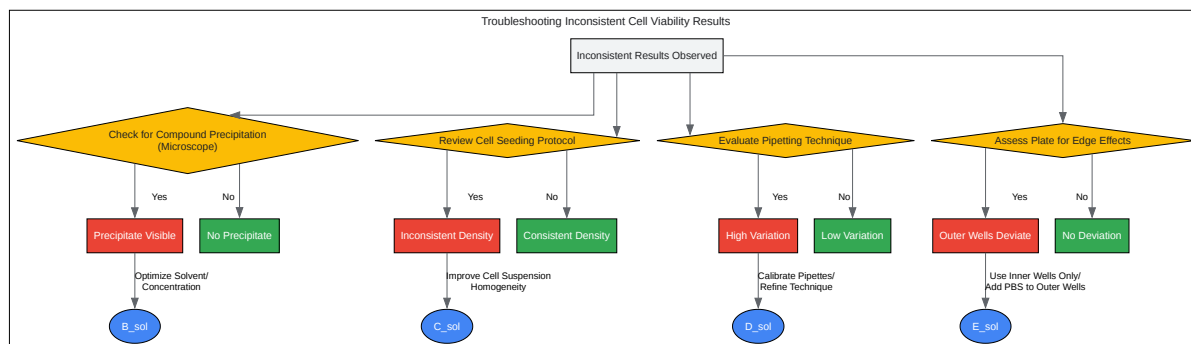 Troubleshooting Inconsistent Cell Viability Results
Inconsistent Results Observed
Check for Compound Precipitation
(Microscope)
Review Cell Seeding Protocol
Evaluate Pipetting Technique
Assess Plate for Edge Effects
Yes
No
Yes
No
Yes
No
Yes
No
Precipitate Visible
No Precipitate
Inconsistent Density
Consistent Density
High Variation
Low Variation
Outer Wells Deviate
No Deviation
Optimize Solvent/
Concentration
Improve Cell Suspension
Homogeneity
Calibrate Pipettes/
Refine Technique
Use Inner Wells Only/
Add PBS to Outer Wells
B_sol
C_sol
D_sol
E_sol